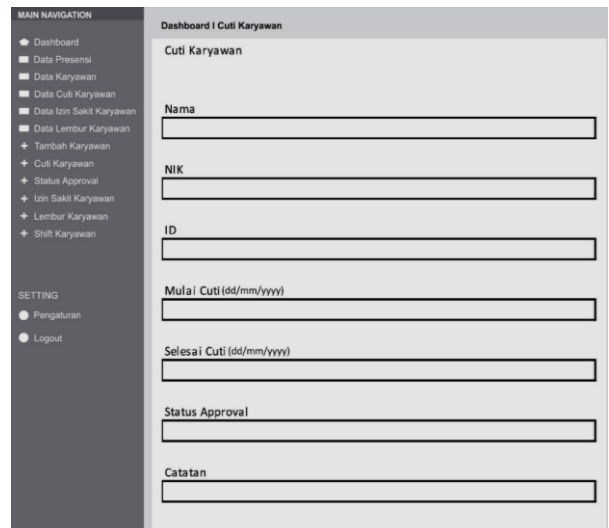 MAIN NAVIGATION
Dashboard
Data Presensi
Data Karyawan
Data Cuti Karyawan
Data Izin Sakit Karyawan
Data Lembur Karyawan
Tambah Karyawan
Cuti Karyawan
Status Approval
Izin Sakit Karyawan
Lembur Karyawan
Shift Karyawan
SETTING
Pengaturan
Logout
Dashboard I Cuti Karyawan
Cuti Karyawan
Nama
NIK
ID
Mulai Cuti (dd/mm/yyyy)
Selesai Cuti (dd/mm/yyyy)
Status Approval
Catatan